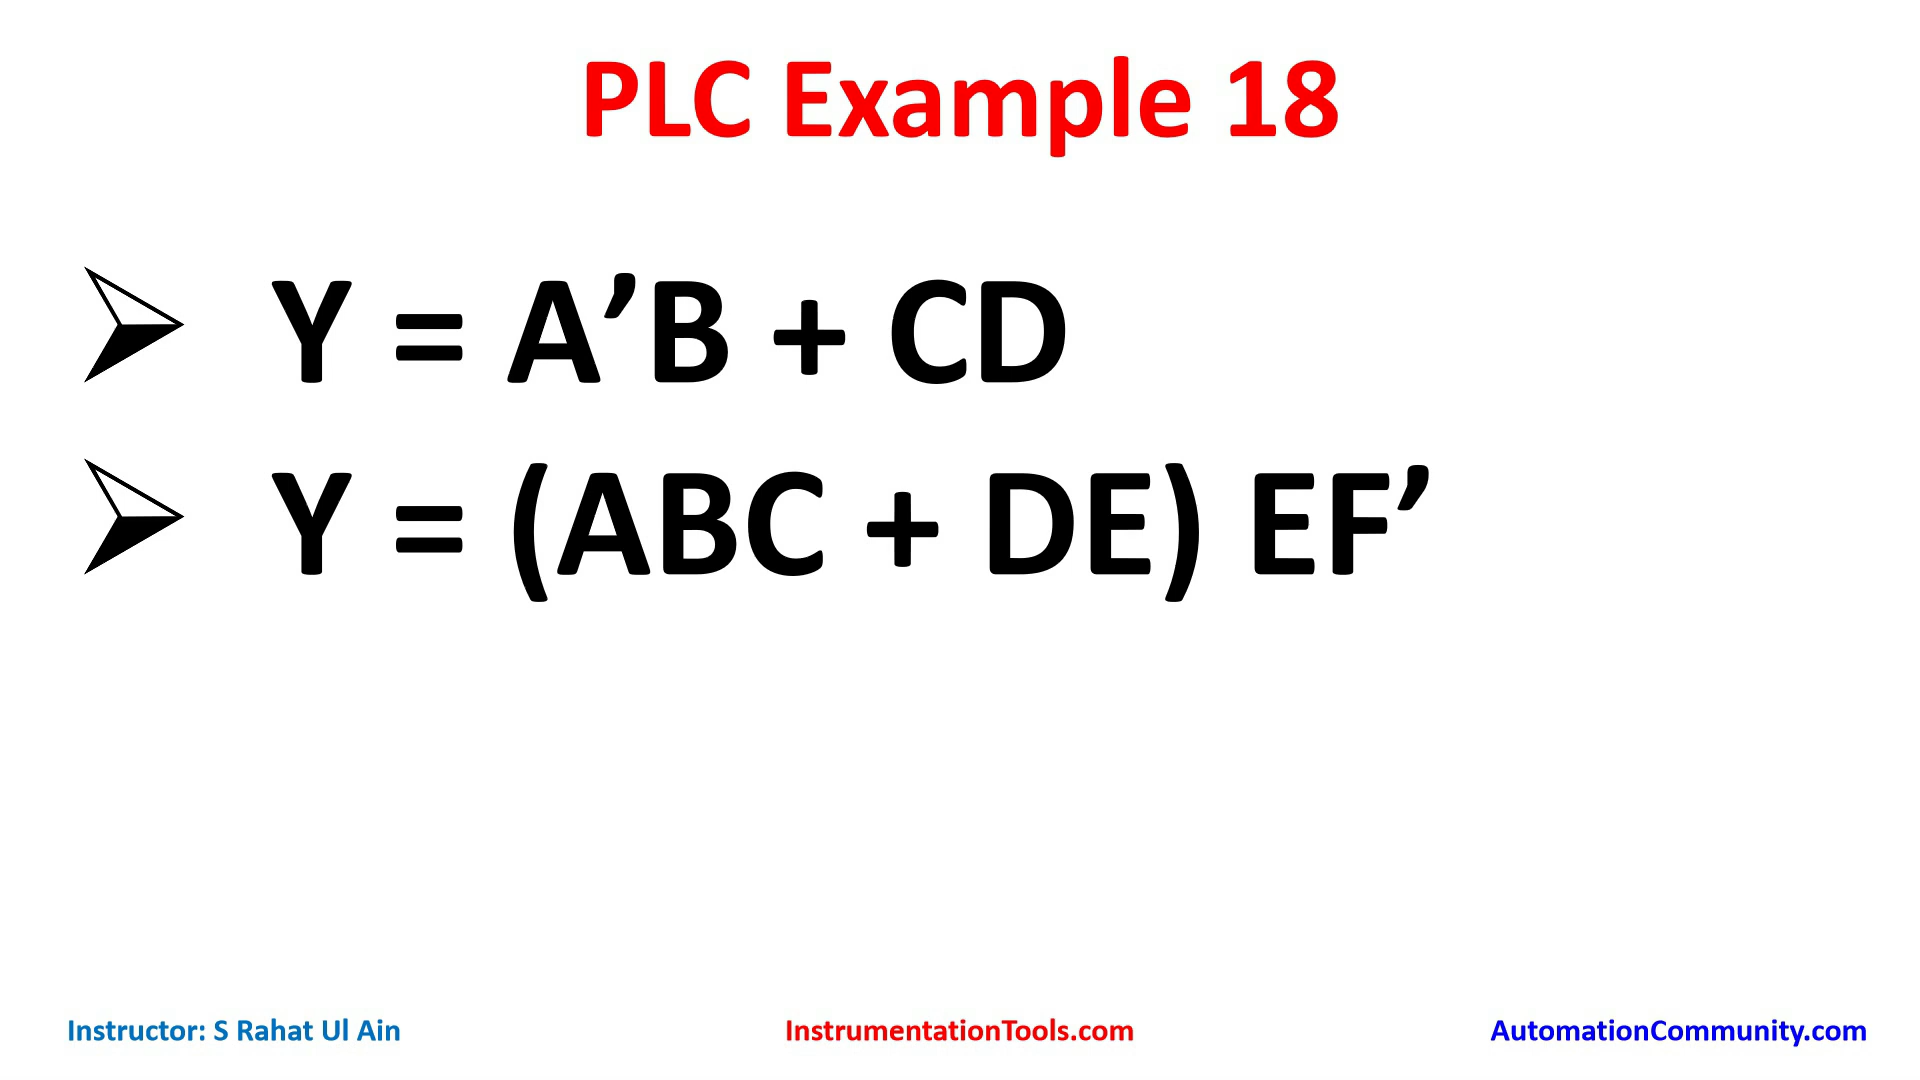 PLC Example 18
Y = A’B + CD
Y = (ABC + DE) EF’
Instructor: S Rahat Ul Ain
InstrumentationTools.com
AutomationCommunity.com